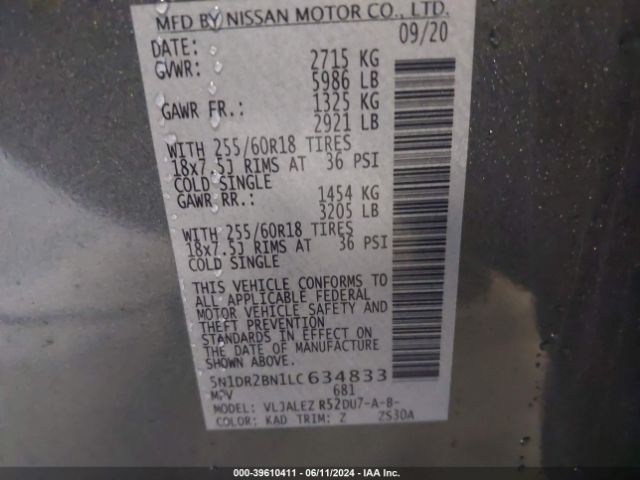 MFD BY NISSAN MOTOR CO., LTD.
DATE: 09/20
GVWR: 2715 KG
5986 LB
GAWR FR.: 1325 KG
2921 LB
WITH 255/60R18 TIRES
18x7.5J RIMS AT 36 PSI
COLD SINGLE
GAWR RR.: 1454 KG
3205 LB
WITH 255/60R18 TIRES
18x7.5J RIMS AT 36 PSI
COLD SINGLE
THIS VEHICLE CONFORMS TO
ALL APPLICABLE FEDERAL
MOTOR VEHICLE SAFETY AND
THEFT PREVENTION
STANDARDS IN EFFECT ON
THE DATE OF MANUFACTURE
SHOWN ABOVE.
5N1DR2BN1LC634833
MPV 681
MODEL: VLJALEZ R52DU7-A-B-
COLOR: KAD TRIM: Z ZS30A
000-39610411 - 06/11/2024 - IAA Inc.